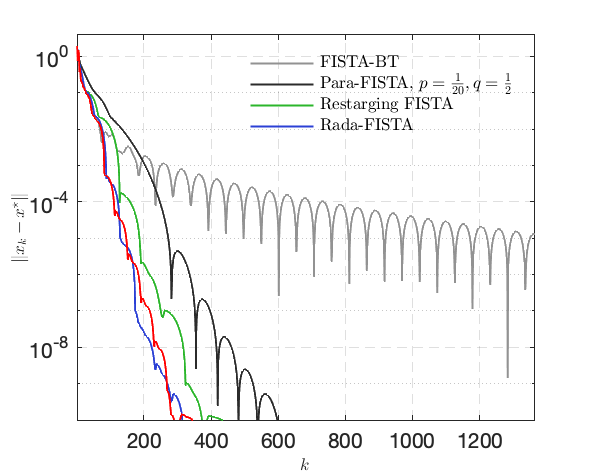 FISTA-BT
Para-FISTA, p = 1/20, q = 1/2
Restarging FISTA
Rada-FISTA
10^0
10^-4
10^-8
||x_k − x*||
200 400 600 800 1000 1200
k